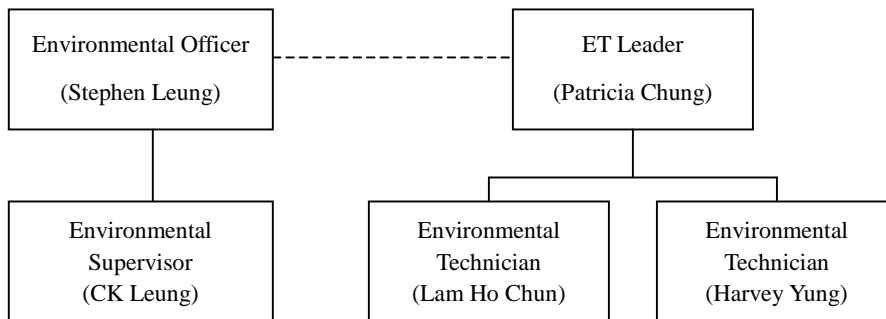 Environmental Officer
(Stephen Leung)
ET Leader
(Patricia Chung)
Environmental
Supervisor
(CK Leung)
Environmental
Technician
(Lam Ho Chun)
Environmental
Technician
(Harvey Yung)